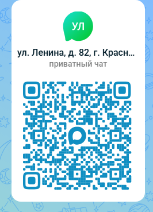 УЛ
ул. Ленина, д. 82, г. Красн...
приватный чат